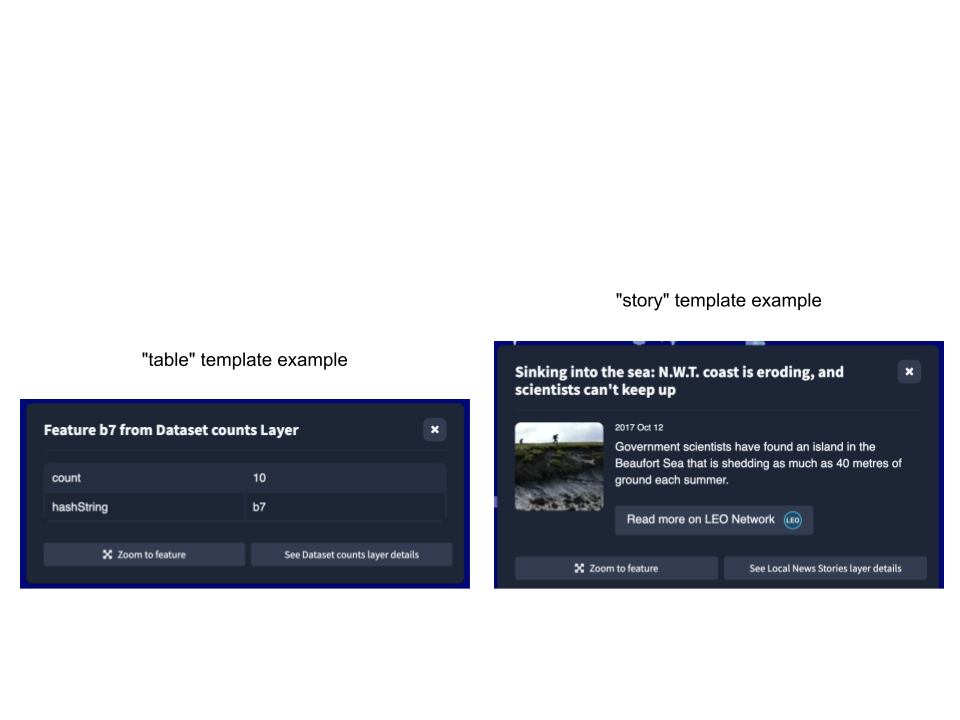 "story" template example
"table" template example
Sinking into the sea: N.W.T. coast is eroding, and
scientists can't keep up
2017 Oct 12
Government scientists have found an island in the
Beaufort Sea that is shedding as much as 40 metres of
ground each summer.
Read more on LEO Network LEO
Zoom to feature
See Local News Stories layer details
Feature b7 from Dataset counts Layer
count 10
hashString b7
Zoom to feature
See Dataset counts layer details